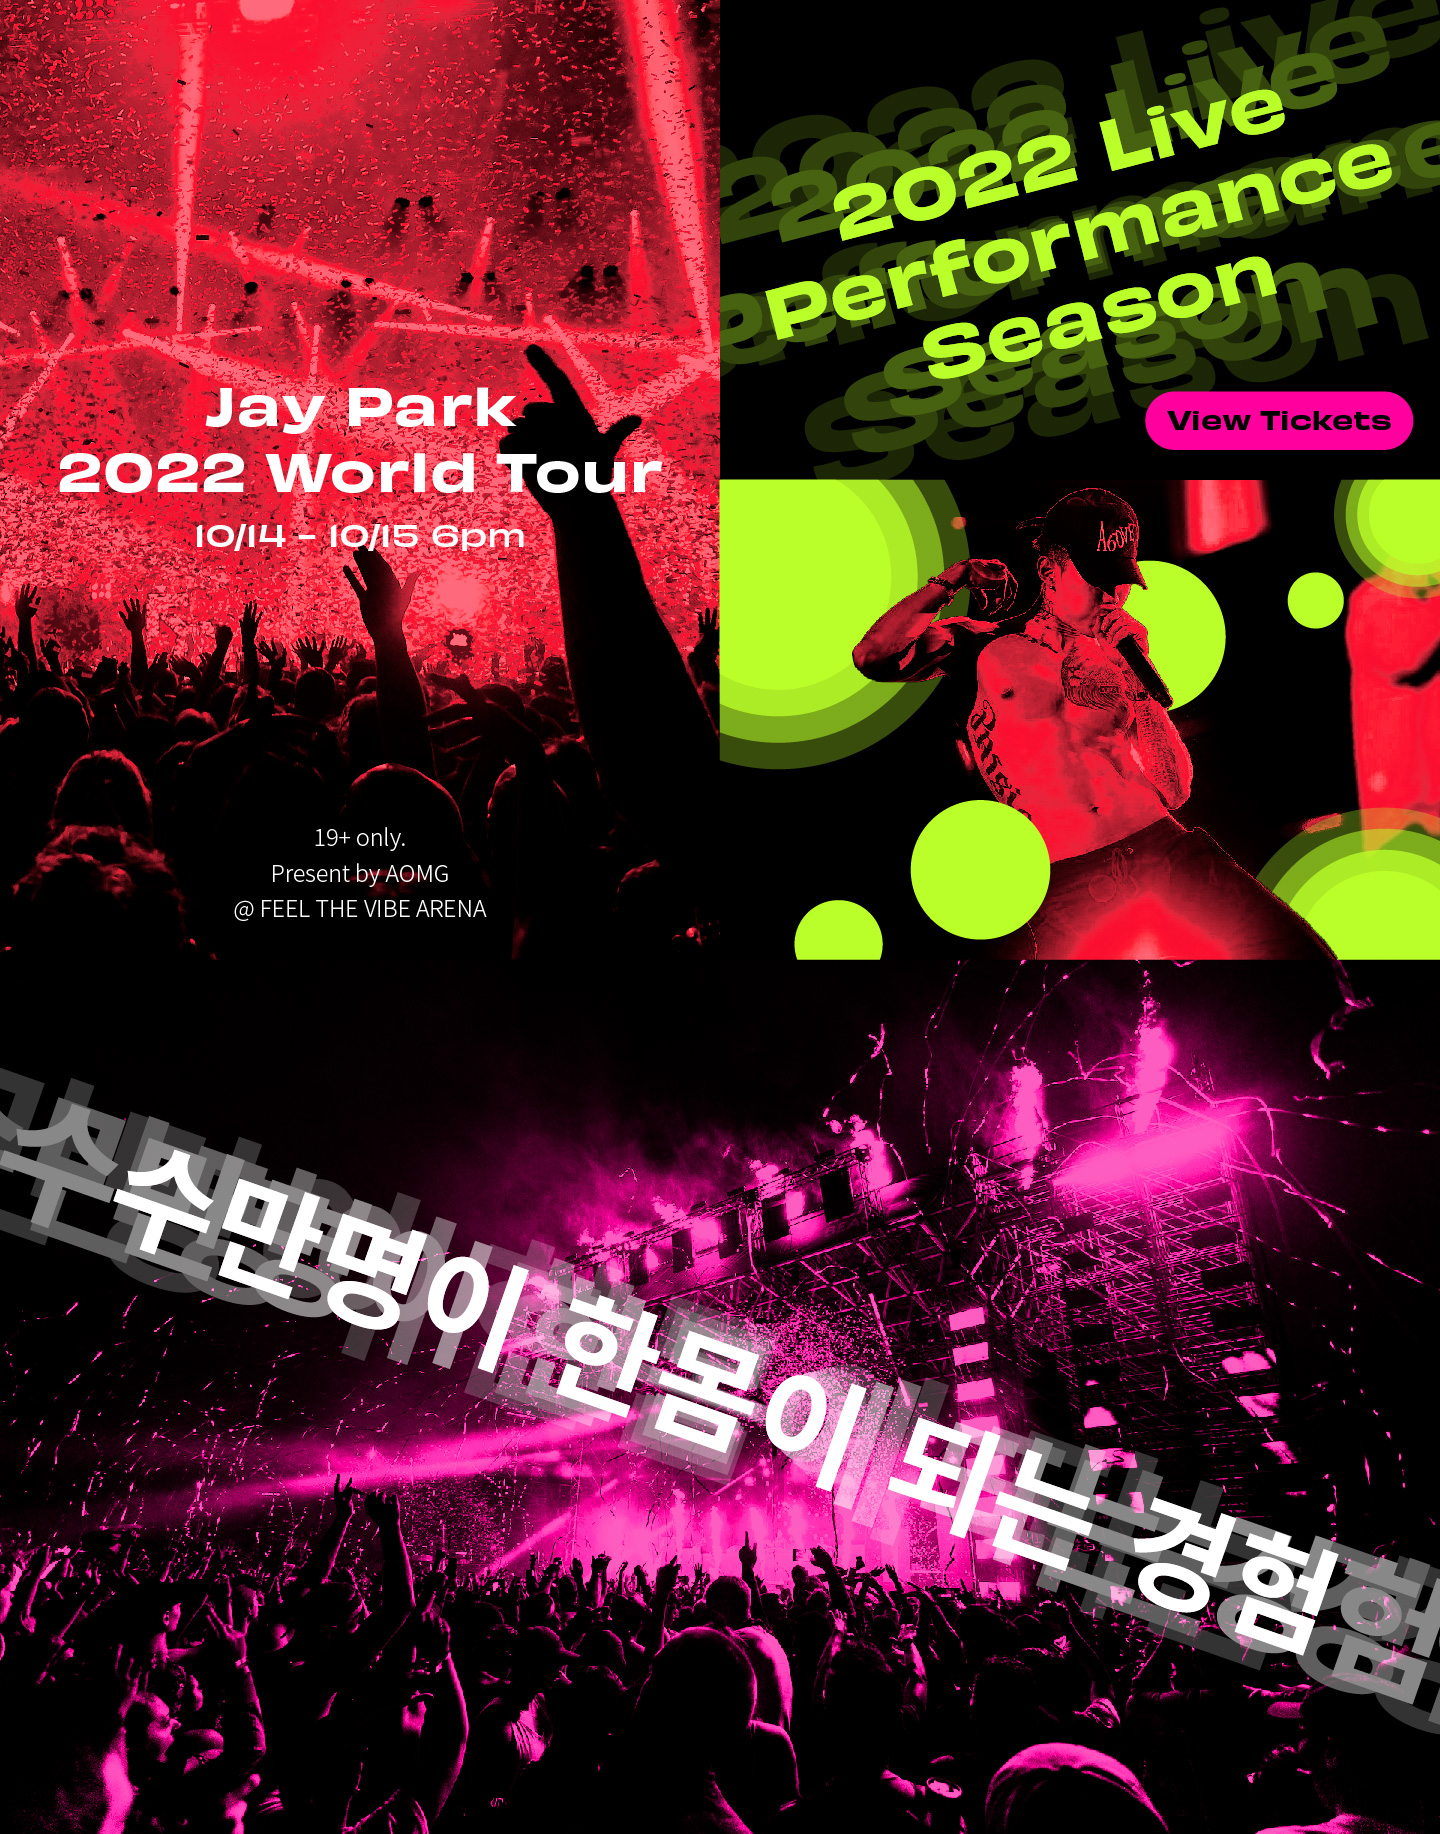 Jay Park
2022 World Tour
10/14 - 10/15 6pm
19+ only.
Present by AOMG
@ FEEL THE VIBE ARENA
2022 Live
Performance
Season
View Tickets
수만명이 한몸이 되는 경험